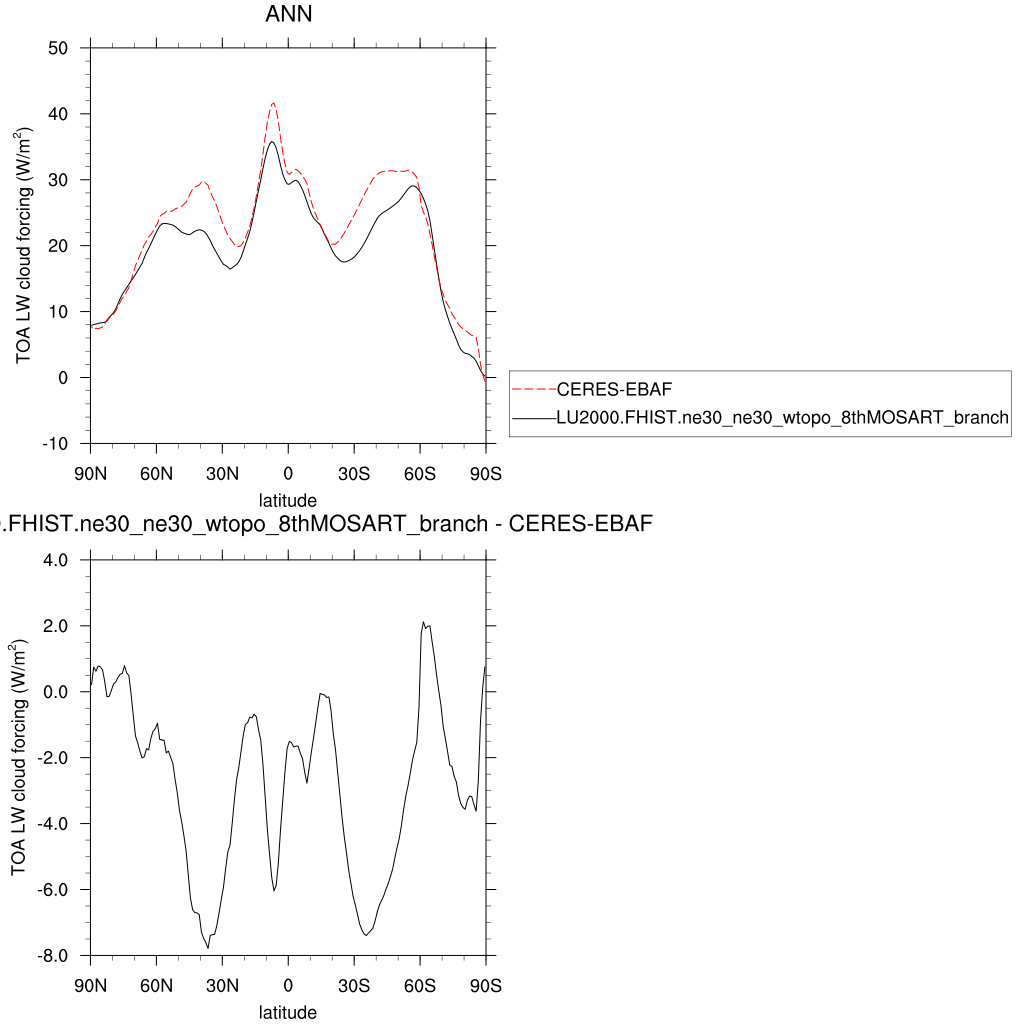 ANN
50
40
30
20
10
0
-10
TOA LW cloud forcing (W/m²)
90N 60N 30N 0 30S 60S 90S
latitude
CERES-EBAF
LU2000.FHIST.ne30_ne30_wtopo_8thMOSART_branch
.FHIST.ne30_ne30_wtopo_8thMOSART_branch - CERES-EBAF
4.0
2.0
0.0
-2.0
-4.0
-6.0
-8.0
TOA LW cloud forcing (W/m²)
90N 60N 30N 0 30S 60S 90S
latitude